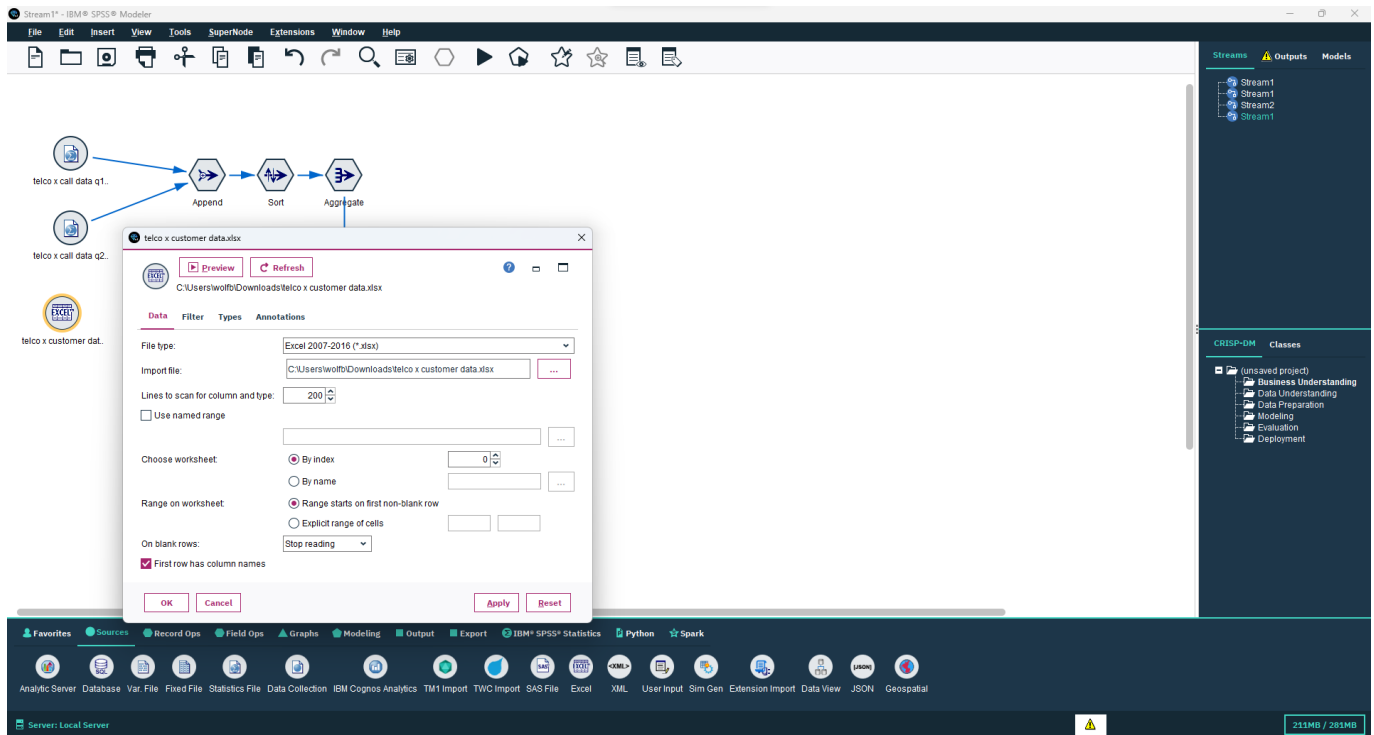 Stream1* - IBM® SPSS® Modeler
File Edit Insert View Tools SuperNode Extensions Window Help
Streams Outputs Models
Stream1
Stream1
Stream2
Stream1
telco x call data q1..
Append Sort Aggregate
telco x call data q2..
EXCEL
telco x customer dat..
telco x customer data.xlsx
EXCEL
Preview Refresh
C:\Users\wolfb\Downloads\telco x customer data.xlsx
Data Filter Types Annotations
File type: Excel 2007-2016 (*.xlsx)
Import file: C:\Users\wolfb\Downloads\telco x customer data.xlsx ...
Lines to scan for column and type: 200
Use named range
...
Choose worksheet: By index 0
By name ...
Range on worksheet: Range starts on first non-blank row
Explicit range of cells
On blank rows: Stop reading
First row has column names
OK Cancel Apply Reset
CRISP-DM Classes
(unsaved project)
Business Understanding
Data Understanding
Data Preparation
Modeling
Evaluation
Deployment
Favorites Sources Record Ops Field Ops Graphs Modeling Output Export IBM® SPSS® Statistics Python Spark
SQL SAS EXCEL <XML> {JSON}
Analytic Server Database Var. File Fixed File Statistics File Data Collection IBM Cognos Analytics TM1 Import TWC Import SAS File Excel XML User Input Sim Gen Extension Import Data View JSON Geospatial
Server: Local Server
211MB / 281MB